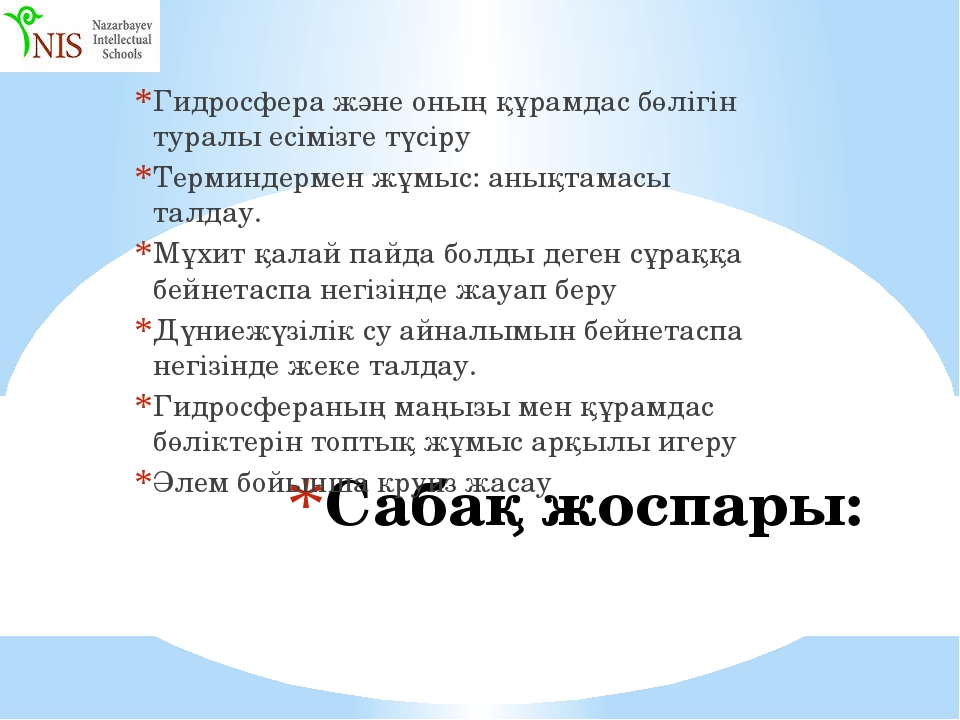 NIS
Nazarbayev
Intellectual
Schools
*Гидросфера және оның құрамдас бөлігін
туралы есімізге түсіру
*Терминдермен жұмыс: анықтамасы
талдау.
*Мұхит қалай пайда болды деген сұраққа
бейнетаспа негізінде жауап беру
*Дүниежүзілік су айналымын бейнетаспа
негізінде жеке талдау.
*Гидросфераның маңызы мен құрамдас
бөліктерін топтық жұмыс арқылы игеру
*Әлем бойынша круиз жасау
*Сабақ жоспары: